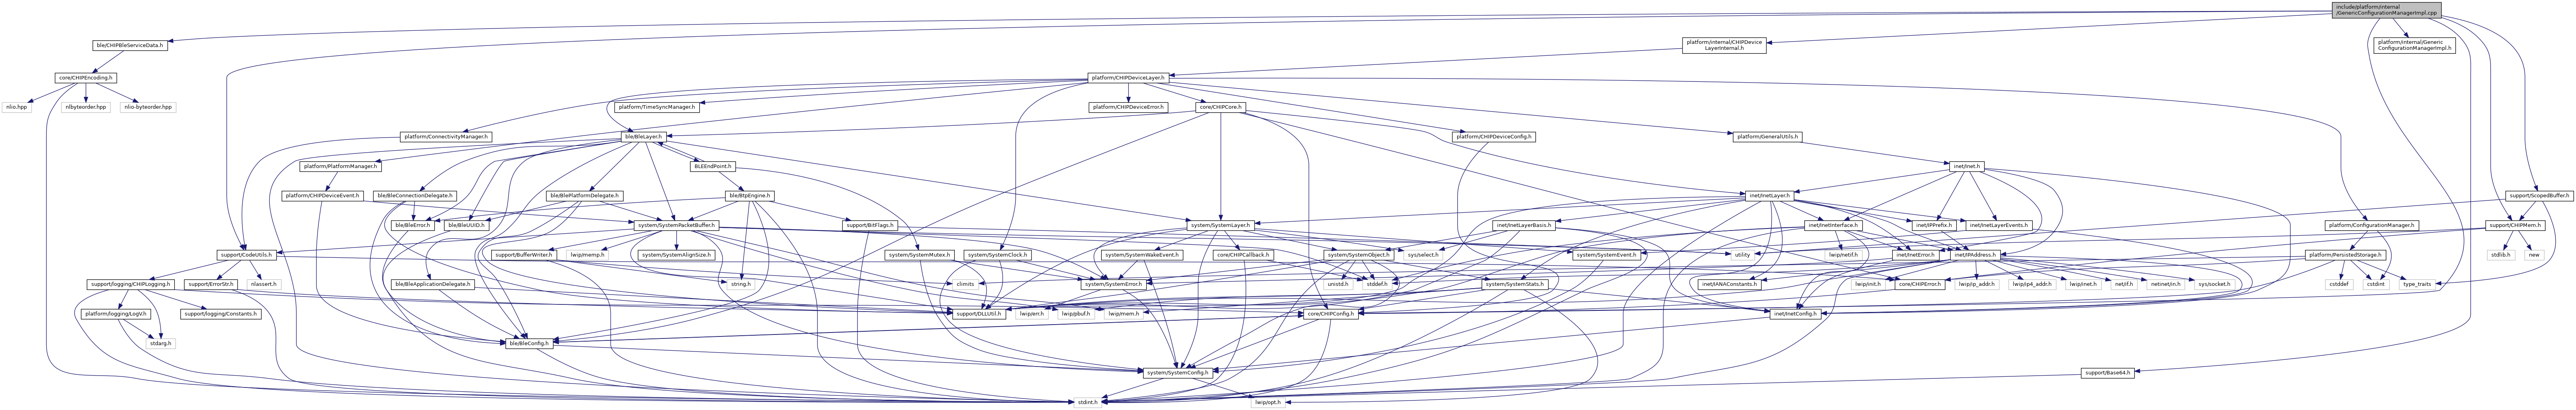 include/platform/internal
/GenericConfigurationManagerImpl.cpp
ble/CHIPBleServiceData.h
platform/internal/CHIPDevice
LayerInternal.h
platform/internal/Generic
ConfigurationManagerImpl.h
core/CHIPEncoding.h
platform/CHIPDeviceLayer.h
nlio.hpp
nlbyteorder.hpp
nlio-byteorder.hpp
platform/TimeSyncManager.h
platform/CHIPDeviceError.h
core/CHIPCore.h
platform/ConnectivityManager.h
ble/BleLayer.h
platform/CHIPDeviceConfig.h
platform/GeneralUtils.h
platform/PlatformManager.h
BLEEndPoint.h
inet/Inet.h
platform/CHIPDeviceEvent.h
ble/BleConnectionDelegate.h
ble/BlePlatformDelegate.h
ble/BtpEngine.h
inet/InetLayer.h
support/ScopedBuffer.h
ble/BleError.h
ble/BleUUID.h
system/SystemPacketBuffer.h
support/BitFlags.h
system/SystemLayer.h
inet/InetLayerBasis.h
inet/InetInterface.h
inet/IPPrefix.h
inet/InetLayerEvents.h
platform/ConfigurationManager.h
support/CHIPMem.h
support/CodeUtils.h
support/BufferWriter.h
lwip/memp.h
system/SystemAlignSize.h
system/SystemMutex.h
system/SystemClock.h
system/SystemWakeEvent.h
core/CHIPCallback.h
system/SystemObject.h
sys/select.h
system/SystemEvent.h
utility
lwip/netif.h
inet/InetError.h
inet/IPAddress.h
platform/PersistedStorage.h
stdlib.h
new
support/logging/CHIPLogging.h
support/ErrorStr.h
nlassert.h
ble/BleApplicationDelegate.h
string.h
climits
system/SystemError.h
unistd.h
stddef.h
system/SystemStats.h
inet/IANAConstants.h
lwip/init.h
core/CHIPError.h
lwip/ip_addr.h
lwip/ip4_addr.h
lwip/inet.h
net/if.h
netinet/in.h
sys/socket.h
cstddef
cstdint
type_traits
platform/logging/LogV.h
support/logging/Constants.h
support/DLLUtil.h
lwip/err.h
lwip/pbuf.h
lwip/mem.h
core/CHIPConfig.h
inet/InetConfig.h
stdarg.h
ble/BleConfig.h
system/SystemConfig.h
support/Base64.h
stdint.h
lwip/opt.h